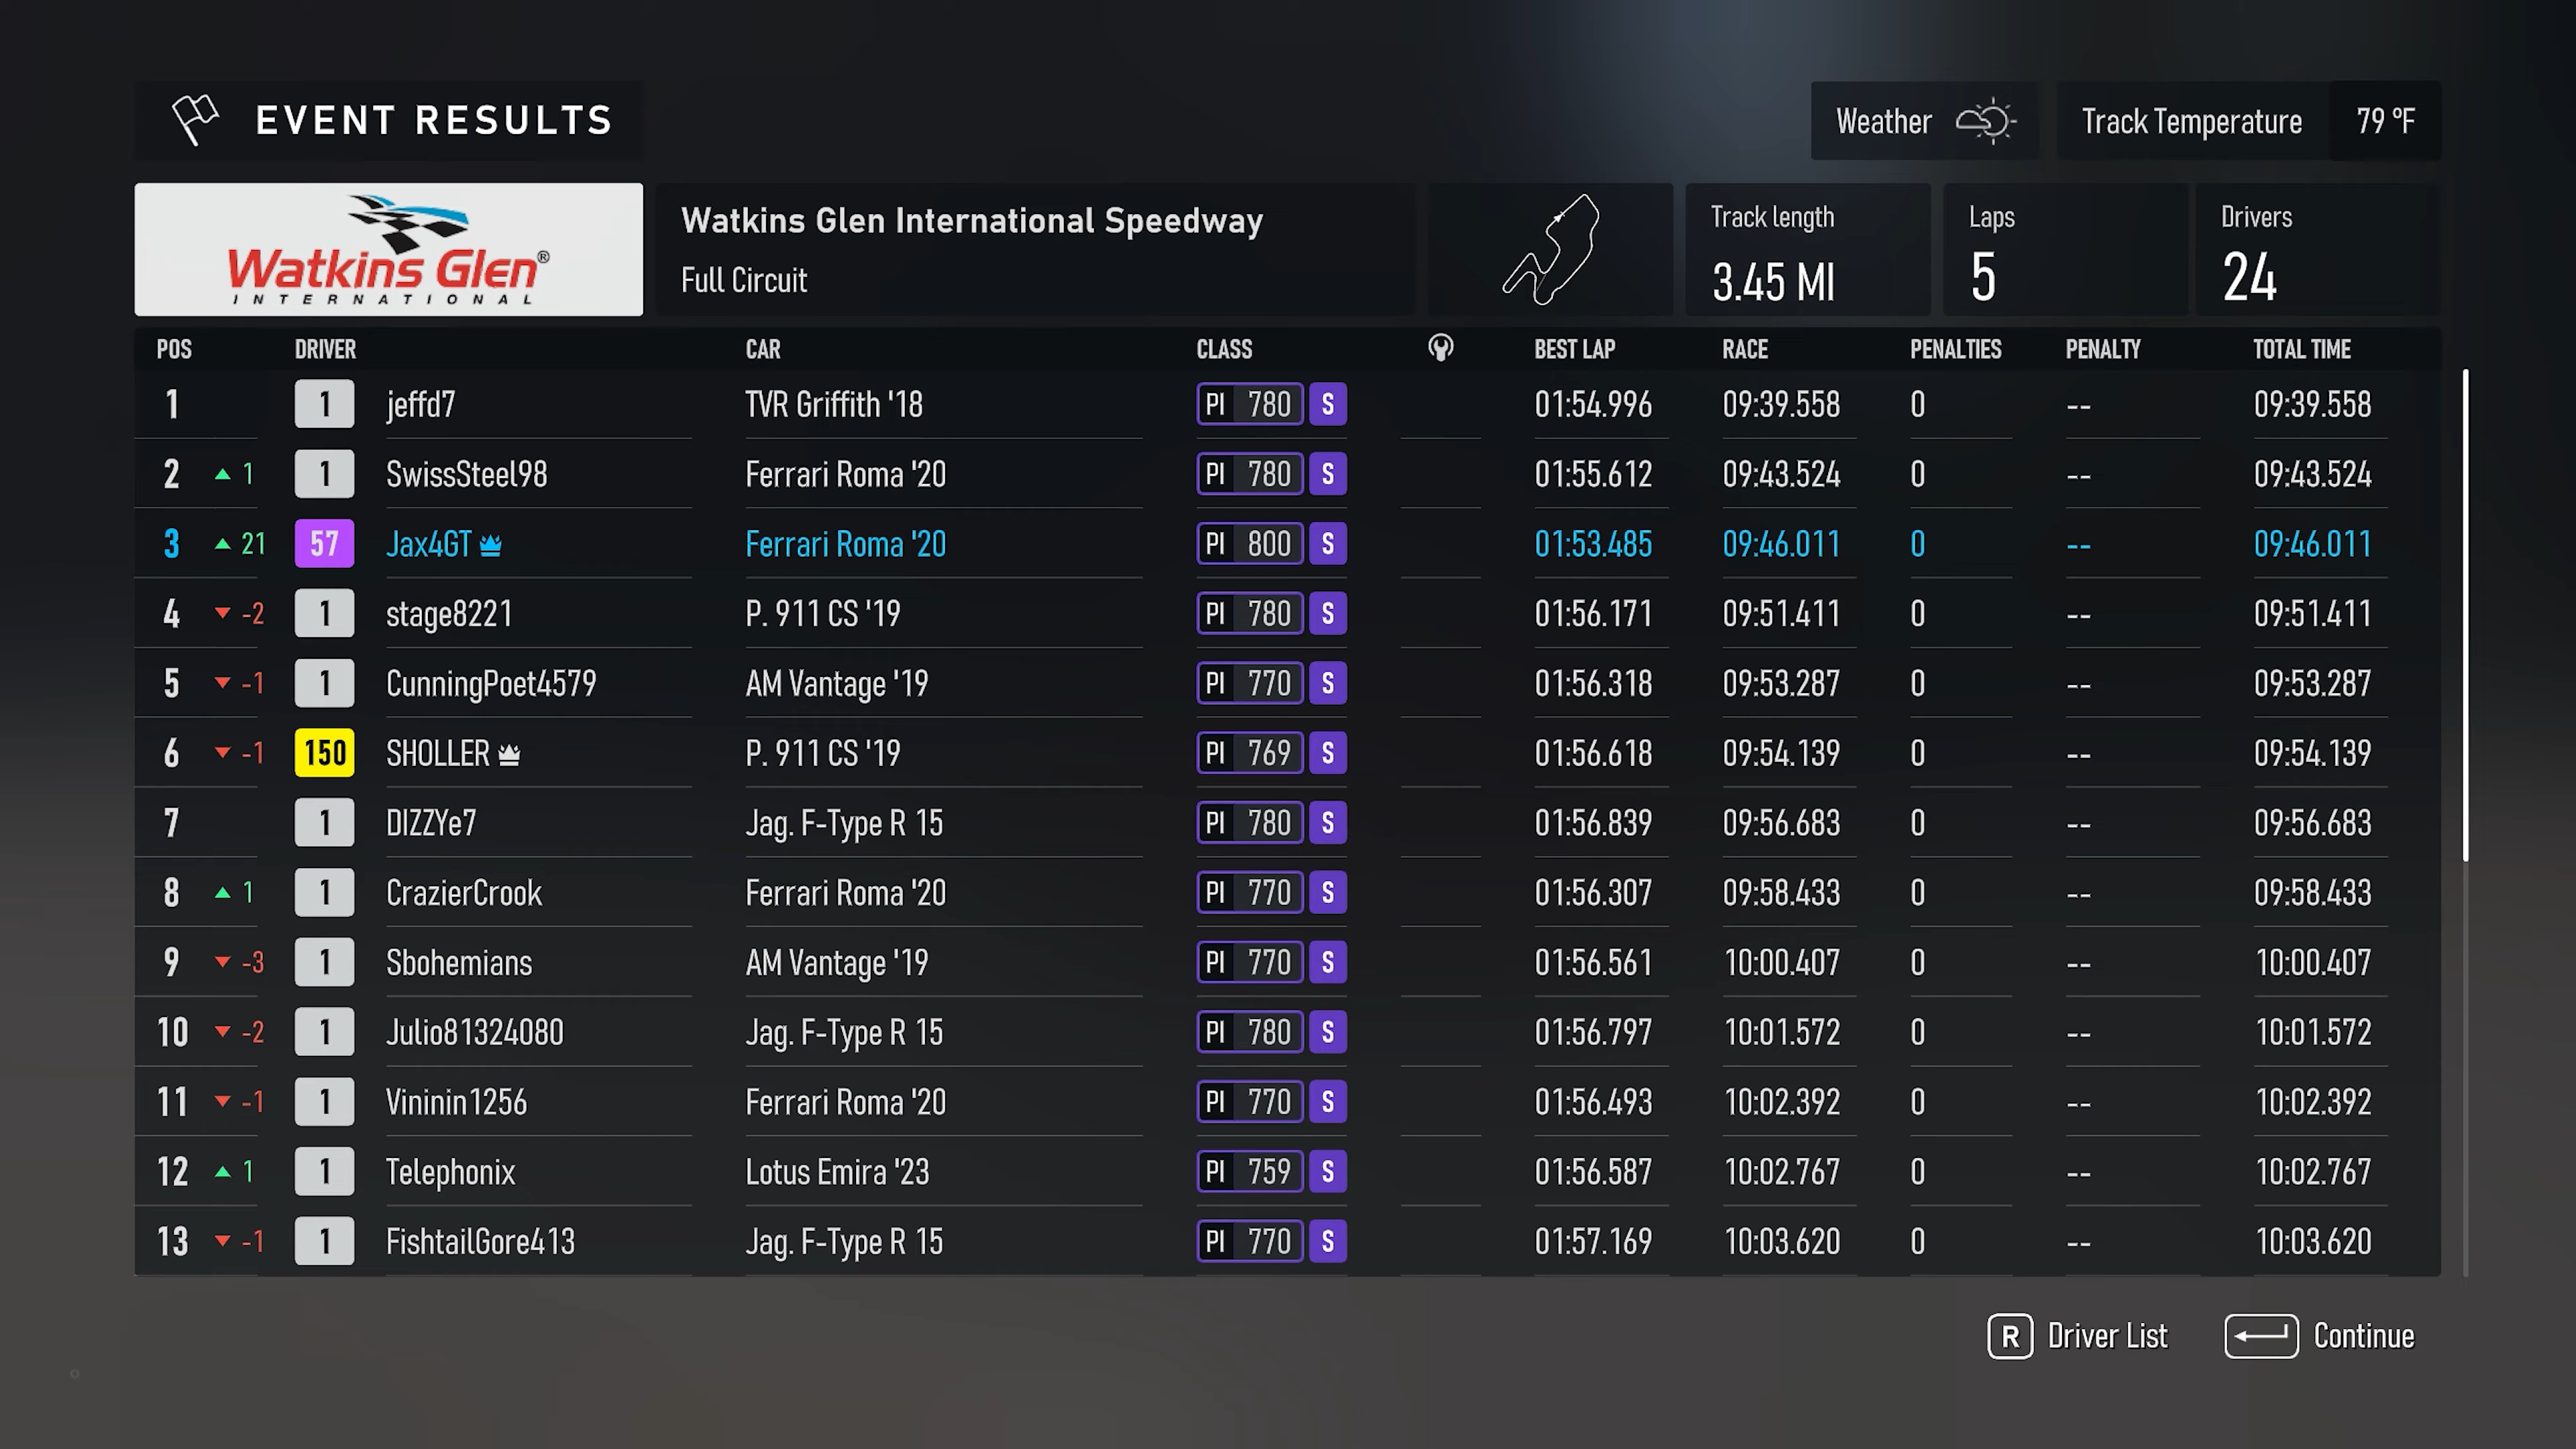 EVENT RESULTS
Weather
Track Temperature 79 °F
Watkins Glen®
INTERNATIONAL
Watkins Glen International Speedway
Full Circuit
Track length
3.45 MI
Laps
5
Drivers
24
POS DRIVER CAR CLASS BEST LAP RACE PENALTIES PENALTY TOTAL TIME
1 1 jeffd7 TVR Griffith '18 PI 780 S 01:54.996 09:39.558 0 -- 09:39.558
2 ▲ 1 1 SwissSteel98 Ferrari Roma '20 PI 780 S 01:55.612 09:43.524 0 -- 09:43.524
3 ▲ 21 57 Jax4GT Ferrari Roma '20 PI 800 S 01:53.485 09:46.011 0 -- 09:46.011
4 ▼ -2 1 stage8221 P. 911 CS '19 PI 780 S 01:56.171 09:51.411 0 -- 09:51.411
5 ▼ -1 1 CunningPoet4579 AM Vantage '19 PI 770 S 01:56.318 09:53.287 0 -- 09:53.287
6 ▼ -1 150 SHOLLER P. 911 CS '19 PI 769 S 01:56.618 09:54.139 0 -- 09:54.139
7 1 DIZZYe7 Jag. F-Type R 15 PI 780 S 01:56.839 09:56.683 0 -- 09:56.683
8 ▲ 1 1 CrazierCrook Ferrari Roma '20 PI 770 S 01:56.307 09:58.433 0 -- 09:58.433
9 ▼ -3 1 Sbohemians AM Vantage '19 PI 770 S 01:56.561 10:00.407 0 -- 10:00.407
10 ▼ -2 1 Julio81324080 Jag. F-Type R 15 PI 780 S 01:56.797 10:01.572 0 -- 10:01.572
11 ▼ -1 1 Vininin1256 Ferrari Roma '20 PI 770 S 01:56.493 10:02.392 0 -- 10:02.392
12 ▲ 1 1 Telephonix Lotus Emira '23 PI 759 S 01:56.587 10:02.767 0 -- 10:02.767
13 ▼ -1 1 FishtailGore413 Jag. F-Type R 15 PI 770 S 01:57.169 10:03.620 0 -- 10:03.620
R Driver List Continue